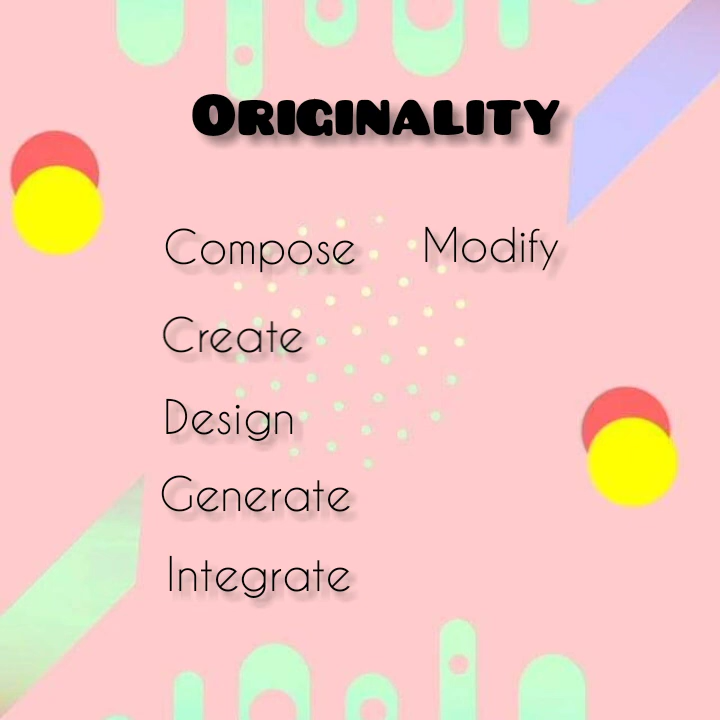 Originality
Compose Modify
Create
Design
Generate
Integrate